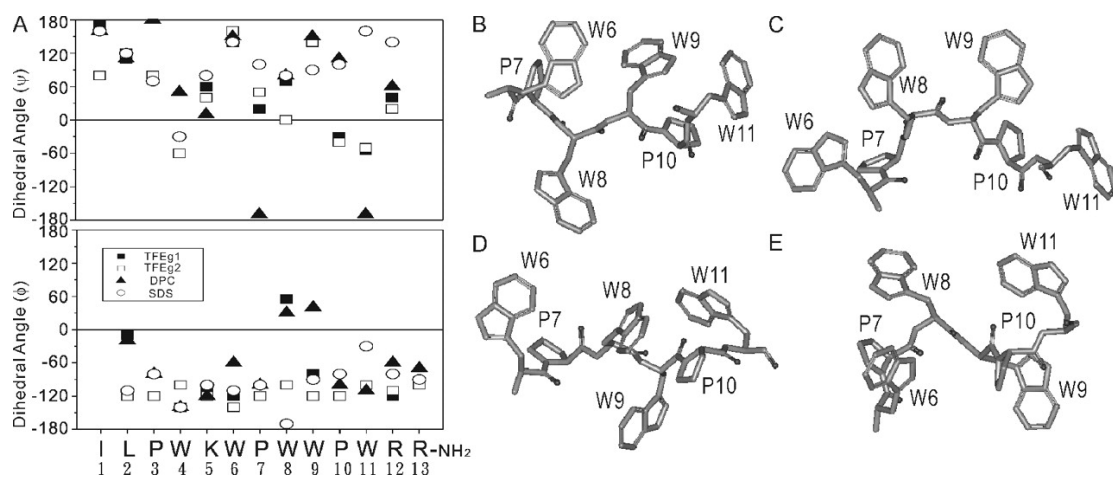 A
Dihedral Angle (ψ)
180
120
60
0
-60
-120
-180
Dihedral Angle (ϕ)
180
120
60
0
-60
-120
-180
TFEg1
TFEg2
DPC
SDS
I L P W K W P W W P W R R-NH₂
1 2 3 4 5 6 7 8 9 10 11 12 13
B
W6
W9
P7
W11
P10
W8
C
W9
W8
W6
P7
P10
W11
D
W6
W11
W8
P7
P10
W9
E
W11
W8
P10
P7
W9
W6